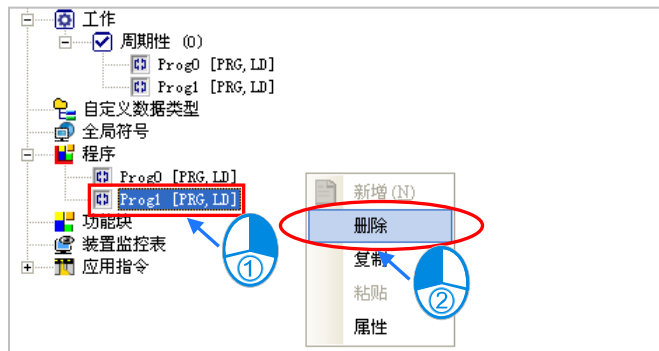 工作
周期性 (0)
Prog0 [PRG,LD]
Prog1 [PRG,LD]
自定义数据类型
全局符号
程序
Prog0 [PRG,LD]
Prog1 [PRG,LD]
功能块
装置监控表
应用指令
新增(N)
删除
复制
粘贴
属性
①
②